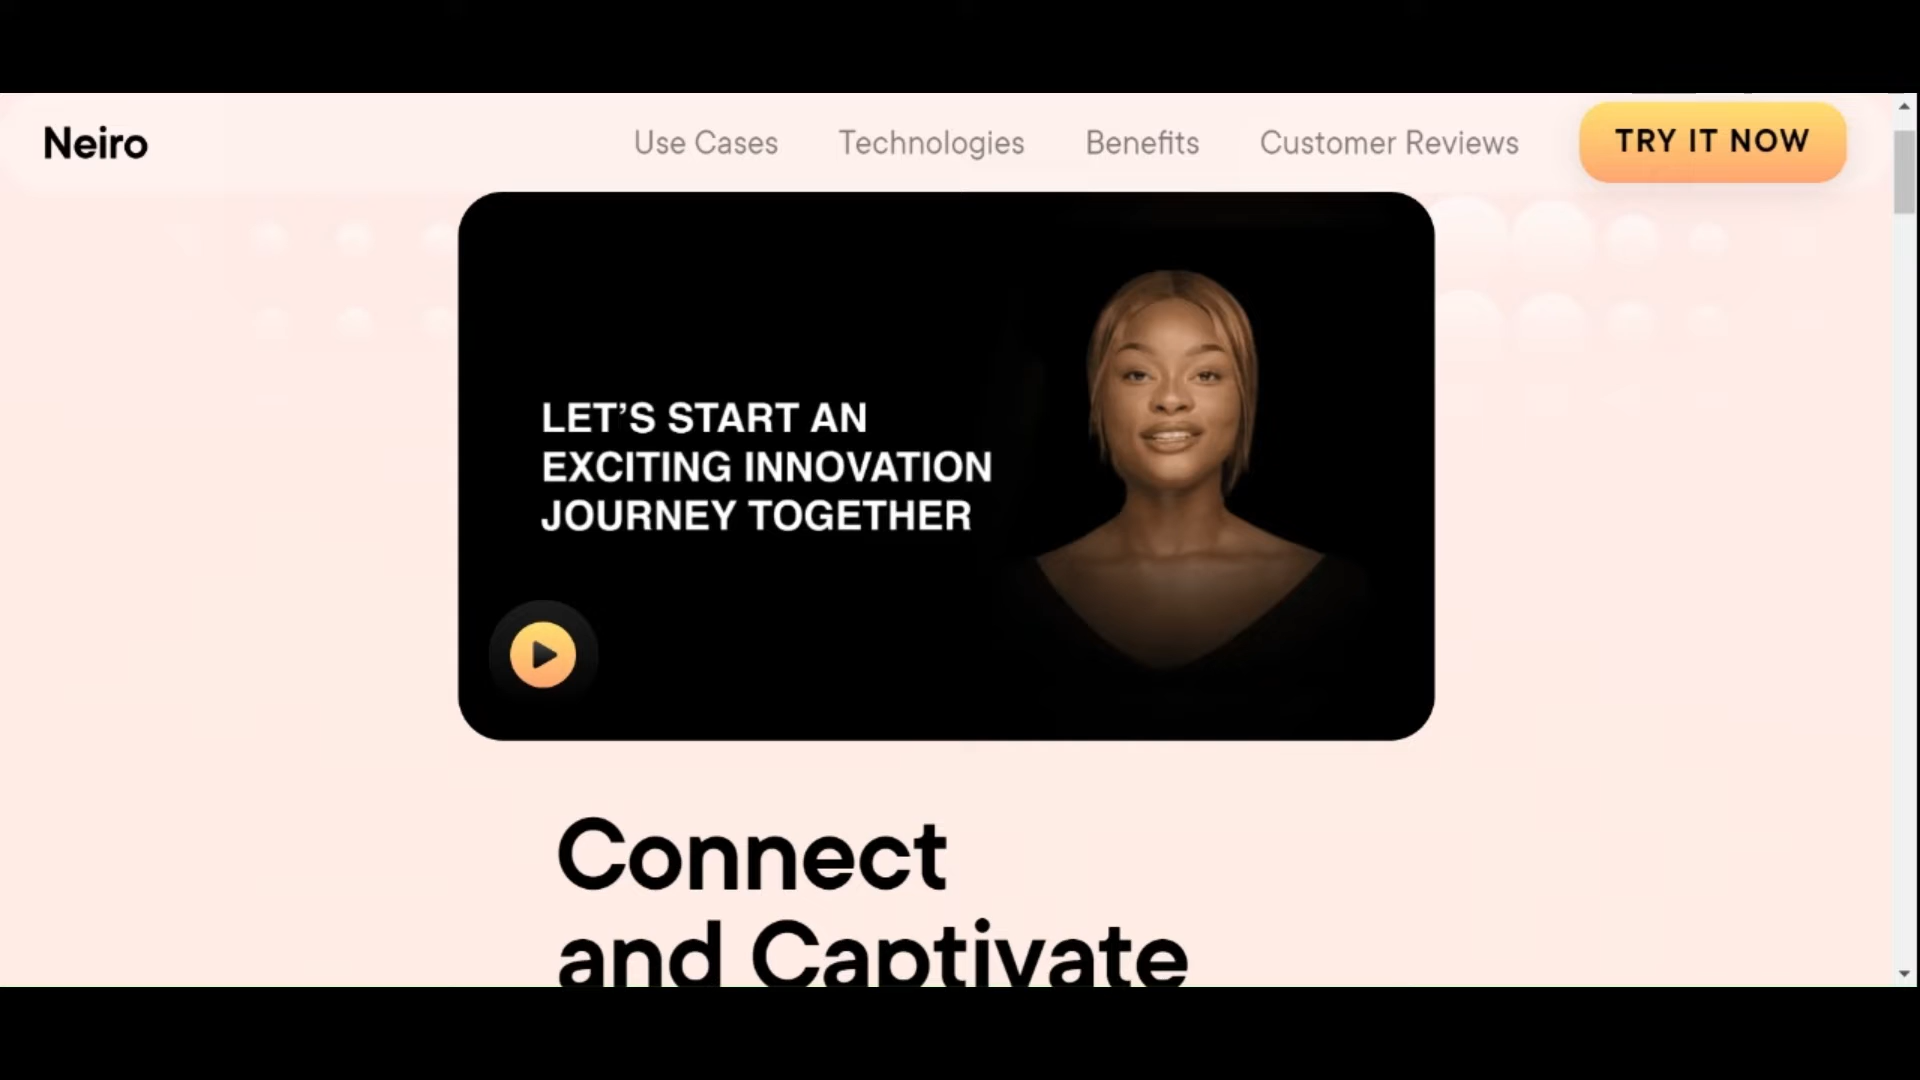 Neiro
Use Cases
Technologies
Benefits
Customer Reviews
TRY IT NOW
LET'S START AN
EXCITING INNOVATION
JOURNEY TOGETHER
Connect
and Captivate